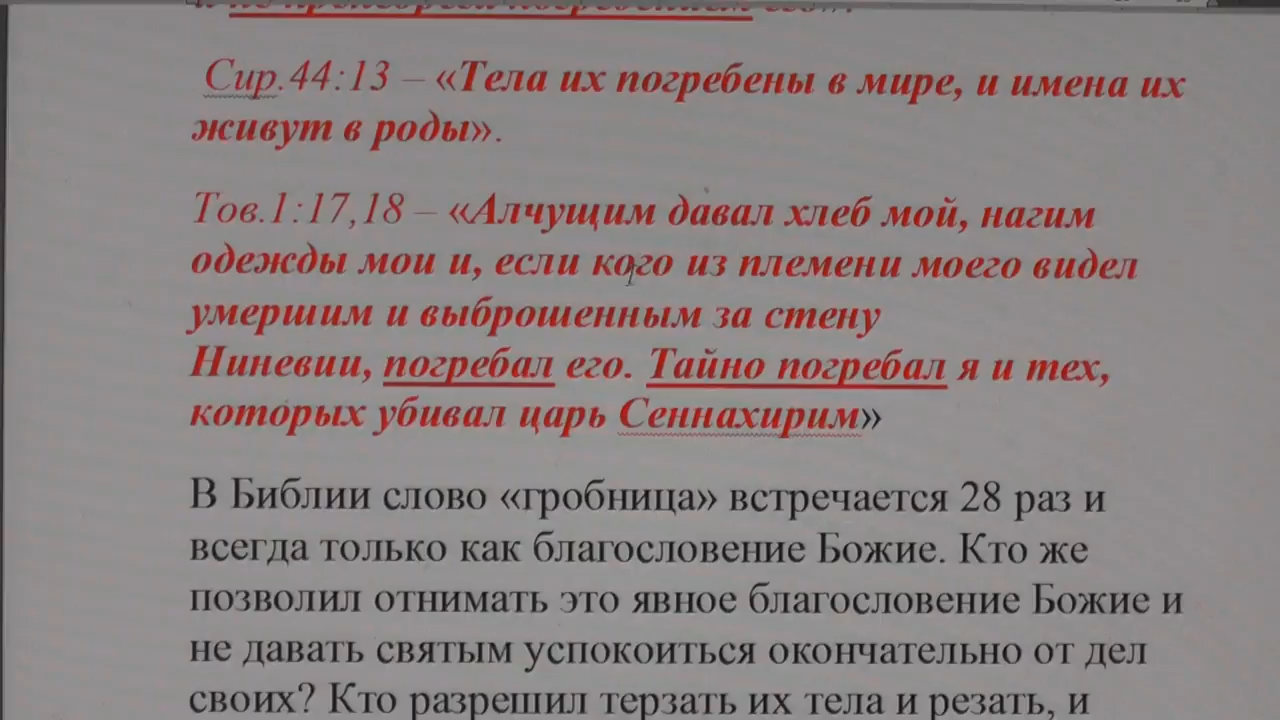 Сир.44:13 – «Тела их погребены в мире, и имена их
живут в роды».
Тов.1:17,18 – «Алчущим давал хлеб мой, нагим
одежды мои и, если кого из племени моего видел
умершим и выброшенным за стену
Ниневии, погребал его. Тайно погребал я и тех,
которых убивал царь Сеннахирим»
В Библии слово «гробница» встречается 28 раз и
всегда только как благословение Божие. Кто же
позволил отнимать это явное благословение Божие и
не давать святым успокоиться окончательно от дел
своих? Кто разрешил терзать их тела и резать, и